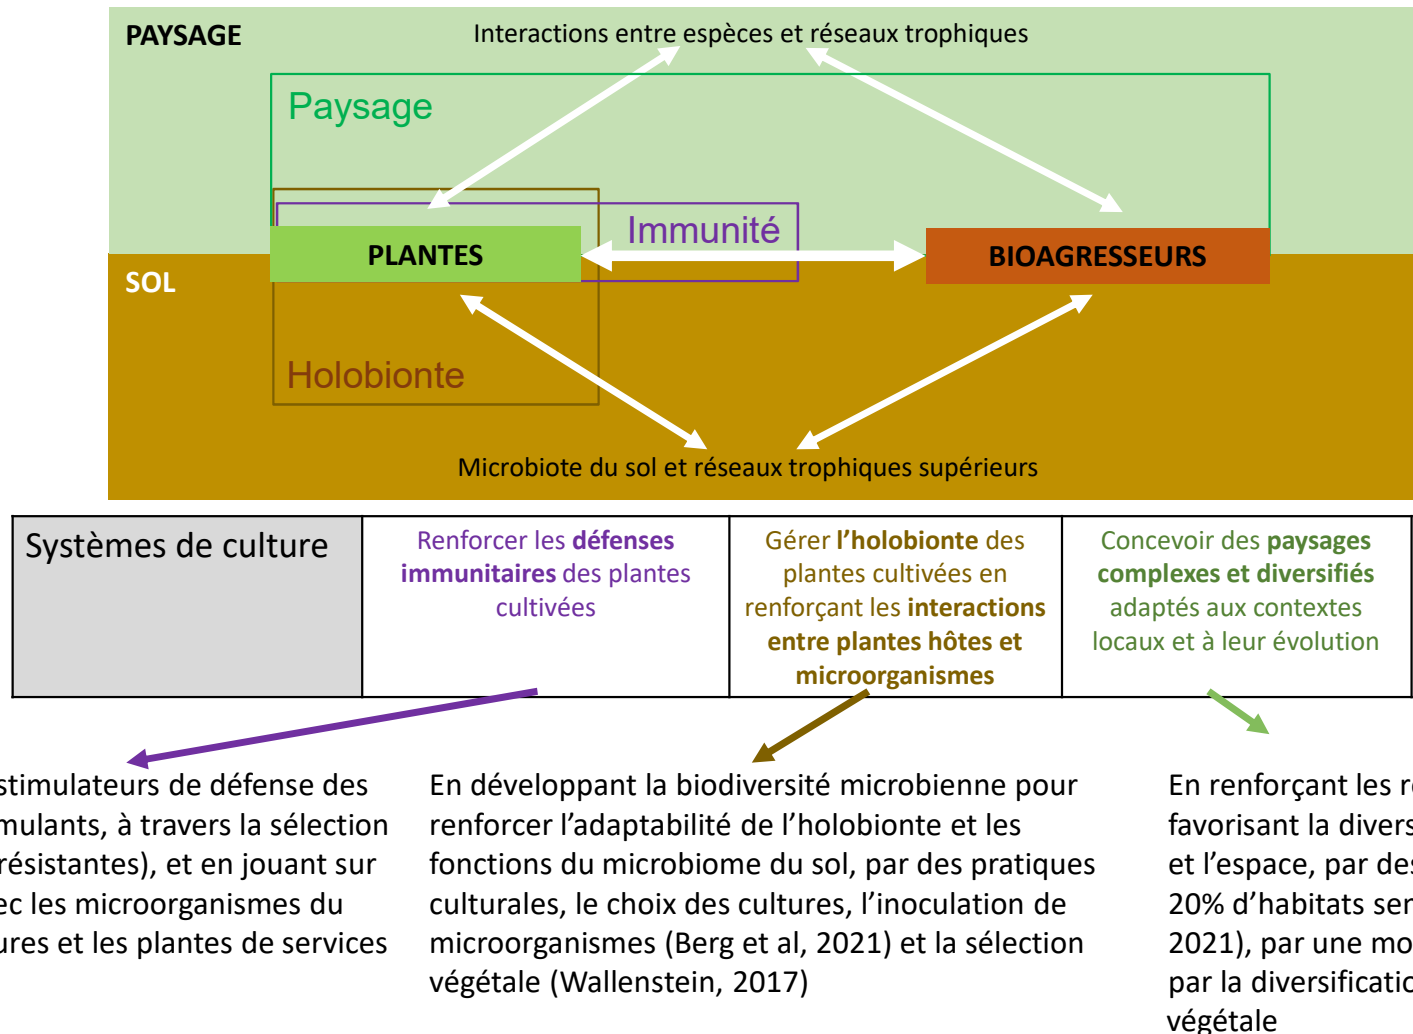 PAYSAGE
Interactions entre espèces et réseaux trophiques
Paysage
Immunité
PLANTES
BIOAGRESSEURS
SOL
Holobionte
Microbiote du sol et réseaux trophiques supérieurs
Systèmes de culture
Renforcer les défenses
immunitaires des plantes
cultivées
Gérer l’holobionte des
plantes cultivées en
renforçant les interactions
entre plantes hôtes et
microorganismes
Concevoir des paysages
complexes et diversifiés
adaptés aux contextes
locaux et à leur évolution
stimulateurs de défense des
mulants, à travers la sélection
résistantes), et en jouant sur
ec les microorganismes du
ures et les plantes de services
En développant la biodiversité microbienne pour
renforcer l’adaptabilité de l’holobionte et les
fonctions du microbiome du sol, par des pratiques
culturales, le choix des cultures, l’inoculation de
microorganismes (Berg et al, 2021) et la sélection
végétale (Wallenstein, 2017)
En renforçant les r
favorisant la divers
et l’espace, par des
20% d’habitats ser
2021), par une mo
par la diversificatio
végétale